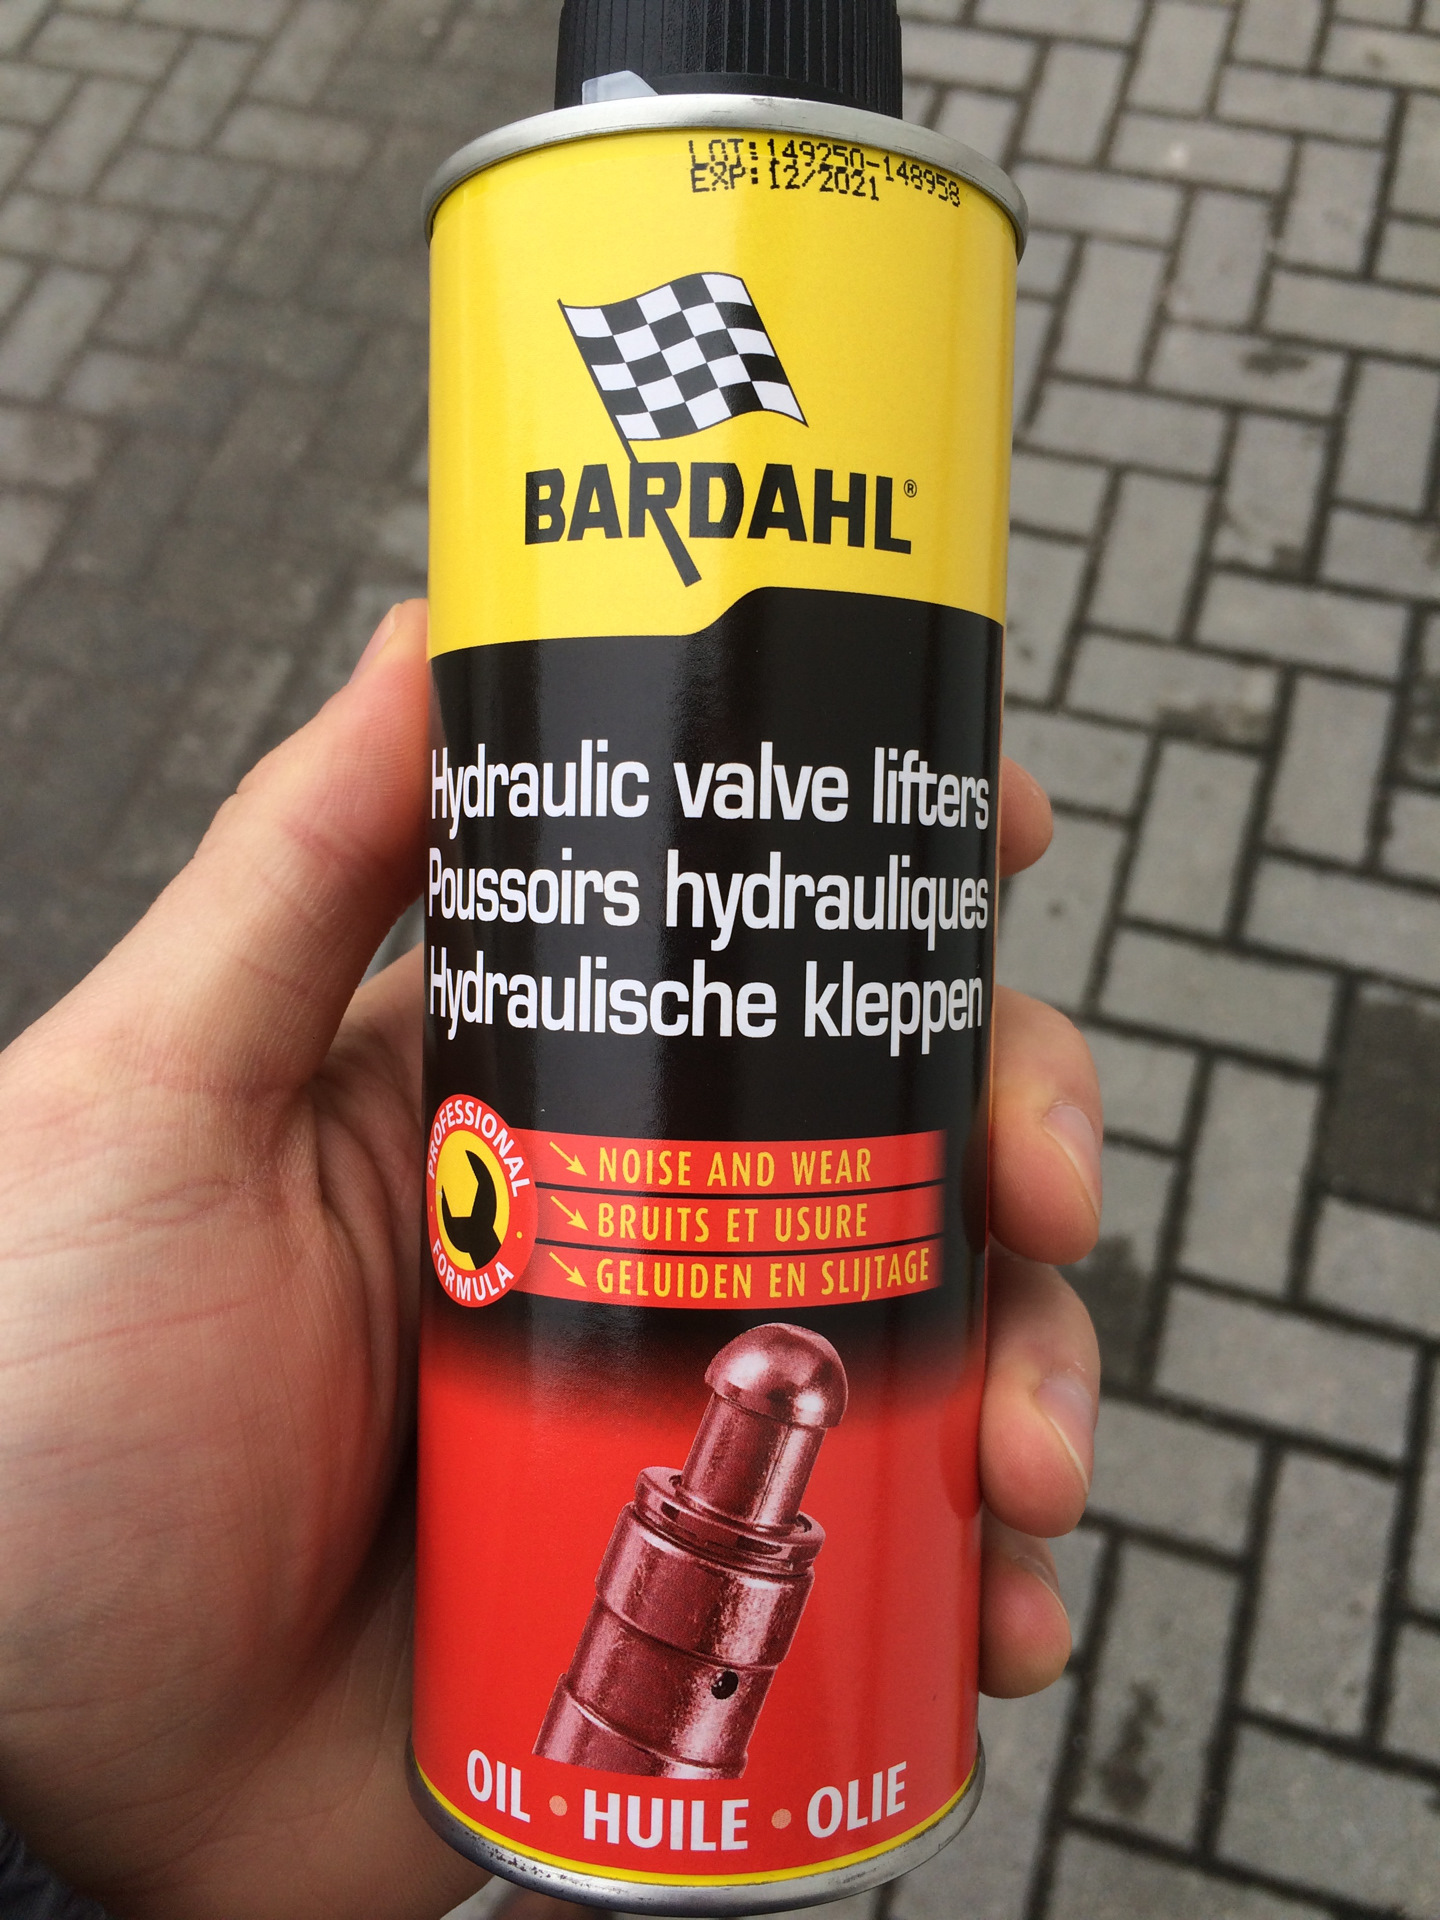 LOT:149250-148958
EXP:12/2021
BARDAHL®
Hydraulic valve lifters
Poussoirs hydrauliques
Hydraulische kleppen
PROFESSIONAL FORMULA
NOISE AND WEAR
BRUITS ET USURE
GELUIDEN EN SLIJTAGE
OIL • HUILE • OLIE